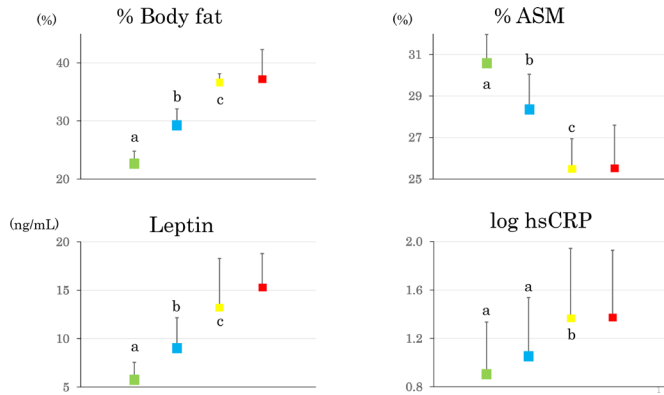 (%)
% Body fat
40
30
20
a
b
c
(%)
% ASM
31
29
27
25
a
b
c
(ng/mL)
Leptin
20
15
10
5
a
b
c
log hsCRP
2.0
1.6
1.2
0.8
a
a
b